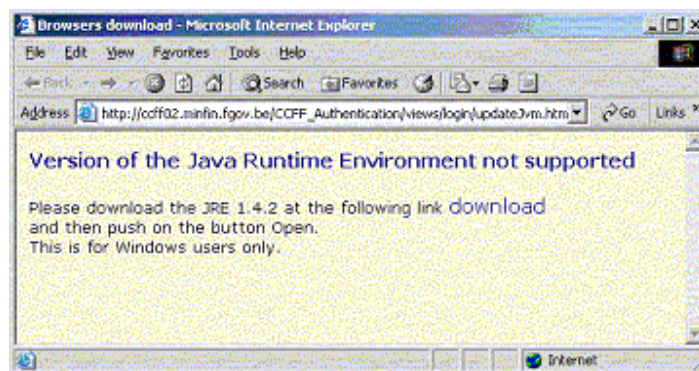 Browsers download - Microsoft Internet Explorer
File Edit View Favorites Tools Help
Back Search Favorites
Address http://ccff02.minfin.fgov.be/CCFF_Authentication/views/login/updateJvm.htm Go Links
Version of the Java Runtime Environment not supported
Please download the JRE 1.4.2 at the following link download
and then push on the button Open.
This is for Windows users only.
Internet